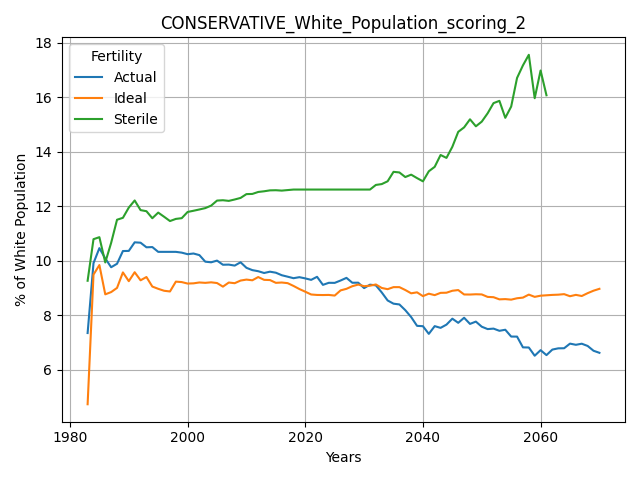 CONSERVATIVE_White_Population_scoring_2
Fertility
Actual
Ideal
Sterile
% of White Population
18
16
14
12
10
8
6
1980
2000
2020
2040
2060
Years